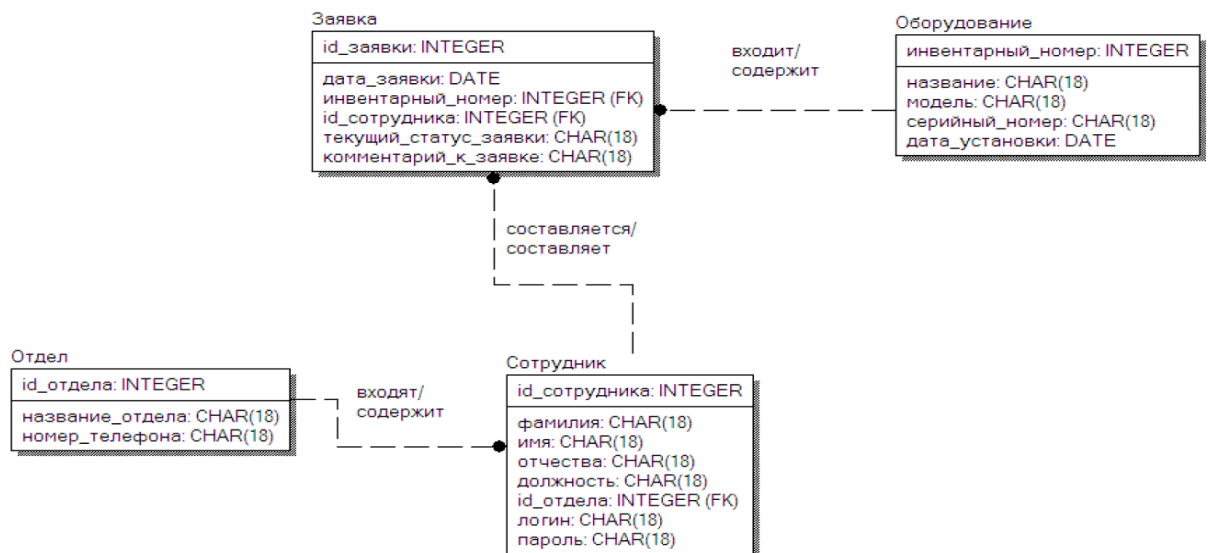 Заявка
id_заявки: INTEGER
дата_заявки: DATE
инвентарный_номер: INTEGER (FK)
id_сотрудника: INTEGER (FK)
текущий_статус_заявки: CHAR(18)
комментарий_к_заявке: CHAR(18)
входит/
содержит
Оборудование
инвентарный_номер: INTEGER
название: CHAR(18)
модель: CHAR(18)
серийный_номер: CHAR(18)
дата_установки: DATE
составляется/
составляет
Отдел
id_отдела: INTEGER
название_отдела: CHAR(18)
номер_телефона: CHAR(18)
входят/
содержит
Сотрудник
id_сотрудника: INTEGER
фамилия: CHAR(18)
имя: CHAR(18)
отчества: CHAR(18)
должность: CHAR(18)
id_отдела: INTEGER (FK)
логин: CHAR(18)
пароль: CHAR(18)